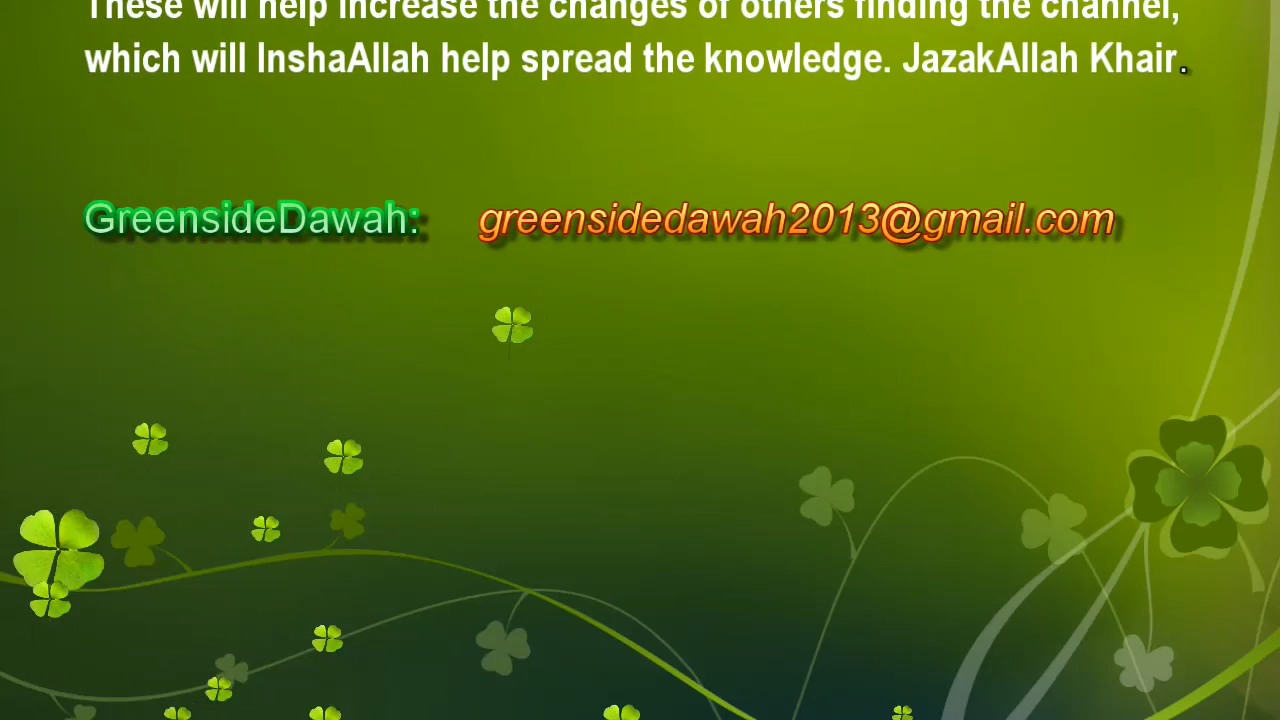 These will help increase the changes of others finding the channel,
which will InshaAllah help spread the knowledge. JazakAllah Khair.
GreensideDawah: greensidedawah2013@gmail.com